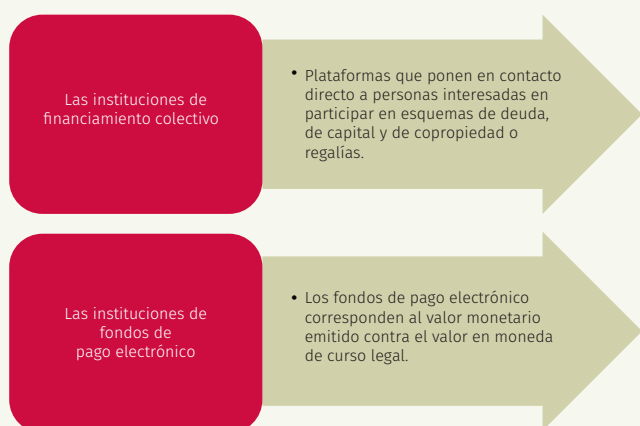 Las instituciones de
financiamiento colectivo
• Plataformas que ponen en contacto
directo a personas interesadas en
participar en esquemas de deuda,
de capital y de copropiedad o
regalías.
Las instituciones de
fondos de
pago electrónico
• Los fondos de pago electrónico
corresponden al valor monetario
emitido contra el valor en moneda
de curso legal.